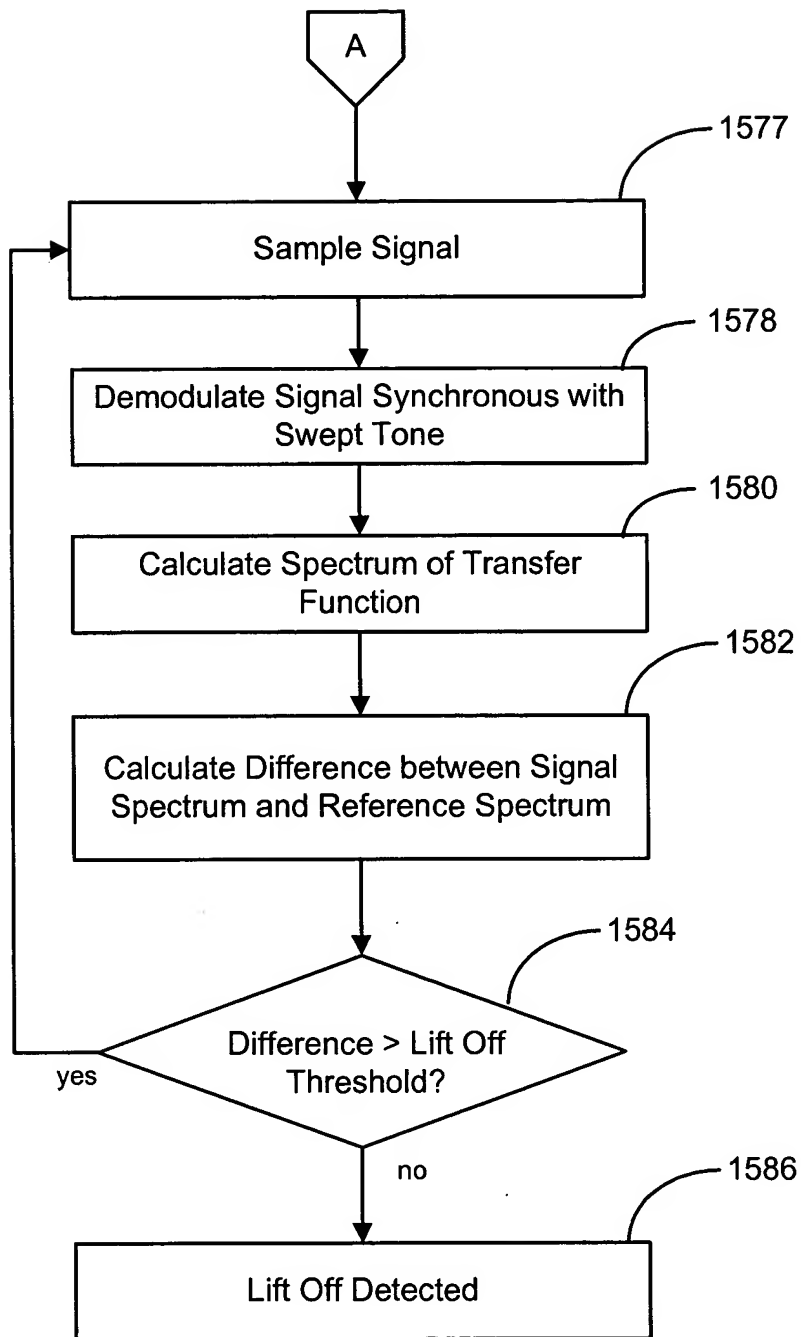 A
1577
Sample Signal
1578
Demodulate Signal Synchronous with
Swept Tone
1580
Calculate Spectrum of Transfer
Function
1582
Calculate Difference between Signal
Spectrum and Reference Spectrum
1584
Difference > Lift Off
Threshold?
yes
no
1586
Lift Off Detected